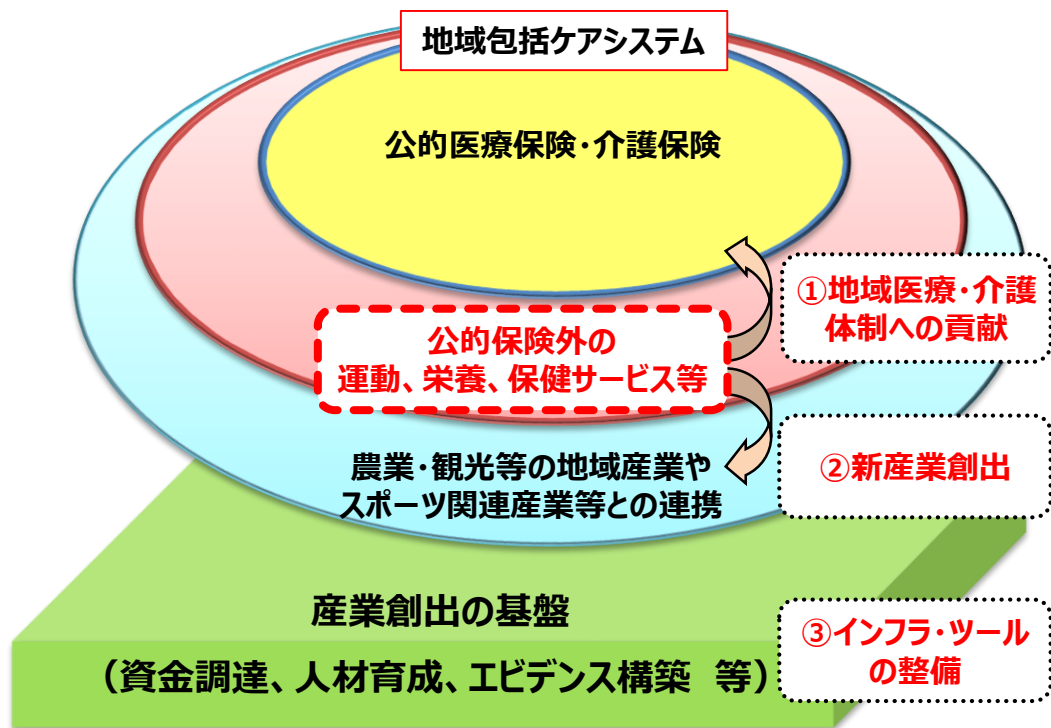 地域包括ケアシステム
公的医療保険・介護保険
①地域医療・介護
体制への貢献
公的保険外の
運動、栄養、保健サービス等
②新産業創出
農業・観光等の地域産業や
スポーツ関連産業等との連携
産業創出の基盤
（資金調達、人材育成、エビデンス構築 等）
③インフラ・ツール
の整備